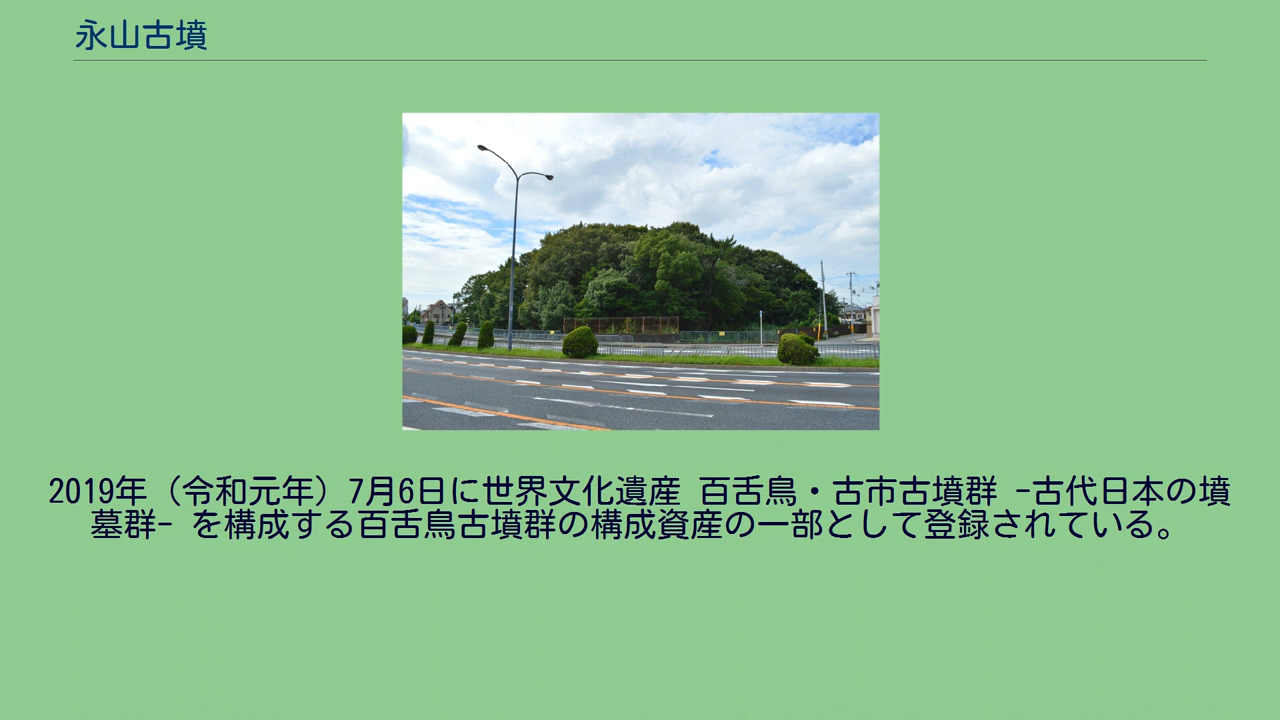 永山古墳
2019年（令和元年）7月6日に世界文化遺産 百舌鳥・古市古墳群 -古代日本の墳
墓群- を構成する百舌鳥古墳群の構成資産の一部として登録されている。